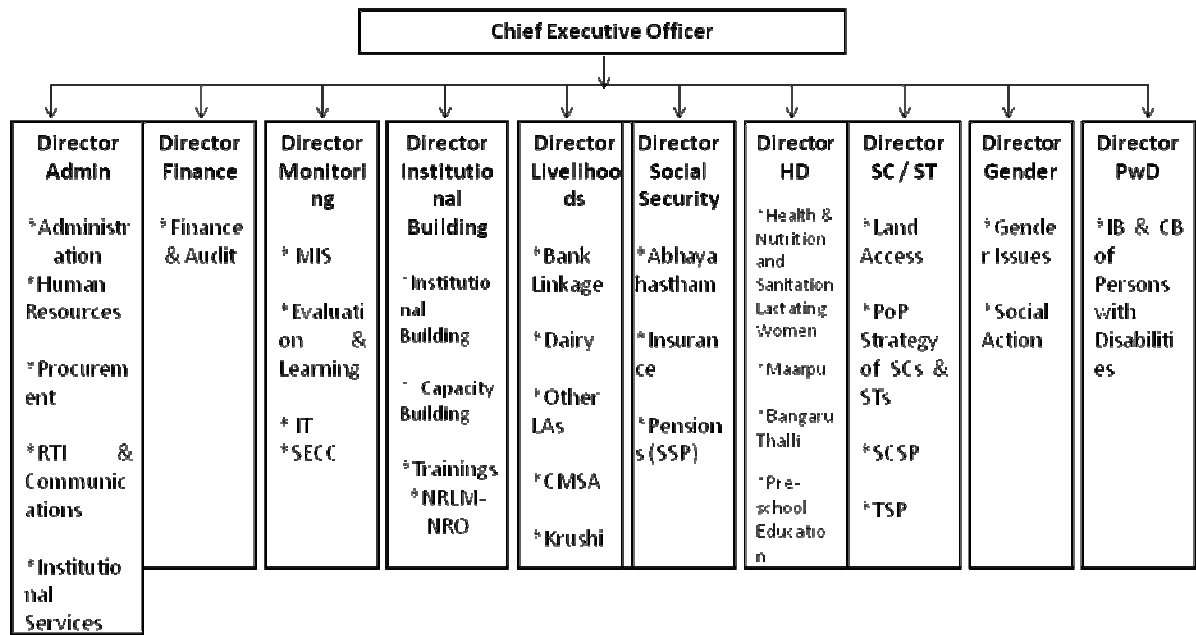 Chief Executive Officer
Director
Admin
*Administr
ation
*Human
Resources
*Procurem
ent
*RTI &
Communic
ations
*Institutio
nal
Services
Director
Finance
*Finance
& Audit
Director
Monitori
ng
* MIS
*Evaluati
on &
Learning
* IT
*SECC
Director
Institutio
nal
Building
*Institutio
nal
Building
* Capacity
Building
*Trainings
*NRLM-
NRO
Director
Livelihoo
ds
*Bank
Linkage
*Dairy
*Other
LAs
*CMSA
*Krushi
Director
Social
Security
*Abhaya
hastham
*Insuran
ce
*Pension
s (SSP)
Director
HD
*Health &
Nutrition
and
Sanitation
Lactating
Women
*Maarpu
*Bangaru
Thalli
*Pre-
school
Educatio
n
Director
SC / ST
*Land
Access
*PoP
Strategy
of SCs &
STs
*SCSP
*TSP
Director
Gender
*Gende
r Issues
*Social
Action
Director
PwD
*IB & CB
of
Persons
with
Disabiliti
es